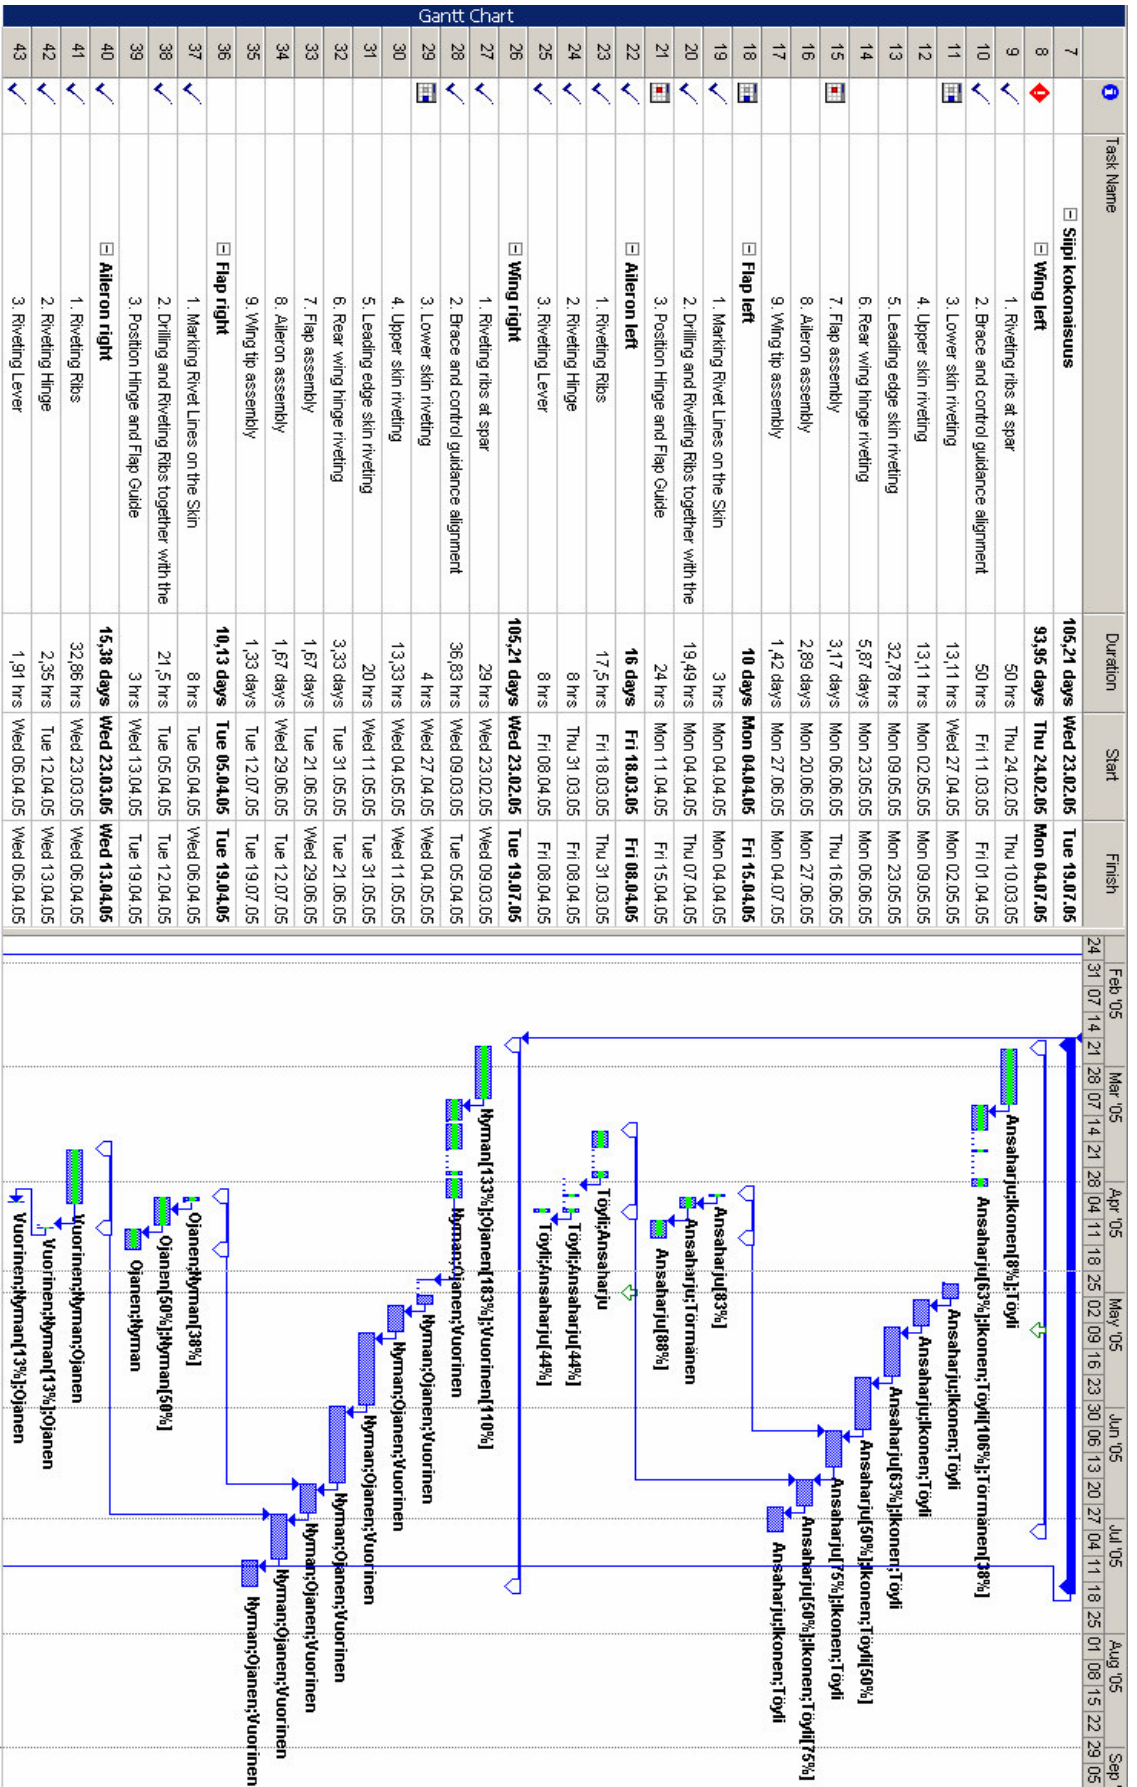 Gantt Chart
Task Name Duration Start Finish
Feb '05 Mar '05 Apr '05 May '05 Jun '05 Jul '05 Aug '05 Sep '
24 31 07 14 21 28 07 14 21 28 04 11 18 25 02 09 16 23 30 06 13 20 27 04 11 18 25 01 08 15 22 29 05
7 Siipi kokonaisuus 105,21 days Wed 23.02.05 Tue 19.07.05
8 Wing left 93,95 days Thu 24.02.05 Mon 04.07.05
9 1. Riveting ribs at spar 50 hrs Thu 24.02.05 Thu 10.03.05 Ansaharju;Ikonen[8%];Töyli
10 2. Brace and control guidance alignment 50 hrs Fri 11.03.05 Fri 01.04.05 Ansaharju[63%];Ikonen;Töyli[106%];Törmänen[38%]
11 3. Lower skin riveting 13,11 hrs Wed 27.04.05 Mon 02.05.05 Ansaharju;Ikonen;Töyli
12 4. Upper skin riveting 13,11 hrs Mon 02.05.05 Mon 09.05.05 Ansaharju;Ikonen;Töyli
13 5. Leading edge skin riveting 32,78 hrs Mon 09.05.05 Mon 23.05.05 Ansaharju[63%];Ikonen;Töyli
14 6. Rear wing hinge riveting 5,87 days Mon 23.05.05 Mon 06.06.05 Ansaharju[50%];Ikonen;Töyli[50%]
15 7. Flap assembly 3,17 days Mon 06.06.05 Thu 16.06.05 Ansaharju[75%];Ikonen;Töyli
16 8. Aileron assembly 2,89 days Mon 20.06.05 Mon 27.06.05 Ansaharju[50%];Ikonen;Töyli[75%]
17 9. Wing tip assembly 1,42 days Mon 27.06.05 Mon 04.07.05 Ansaharju;Ikonen;Töyli
18 Flap left 10 days Mon 04.04.05 Fri 15.04.05
19 1. Marking Rivet Lines on the Skin 3 hrs Mon 04.04.05 Mon 04.04.05 Ansaharju[83%]
20 2. Drilling and Riveting Ribs together with the 19,49 hrs Mon 04.04.05 Thu 07.04.05 Ansaharju;Törmänen
21 3. Position Hinge and Flap Guide 24 hrs Mon 11.04.05 Fri 15.04.05 Ansaharju[88%]
22 Aileron left 16 days Fri 18.03.05 Fri 08.04.05
23 1. Riveting Ribs 17,5 hrs Fri 18.03.05 Thu 31.03.05 Töyli;Ansaharju
24 2. Riveting Hinge 8 hrs Thu 31.03.05 Fri 08.04.05 Töyli;Ansaharju[44%]
25 3. Riveting Lever 8 hrs Fri 08.04.05 Fri 08.04.05 Töyli;Ansaharju[44%]
26 Wing right 105,21 days Wed 23.02.05 Tue 19.07.05
27 1. Riveting ribs at spar 29 hrs Wed 23.02.05 Wed 09.03.05 Nyman[133%];Ojanen[183%];Vuorinen[110%]
28 2. Brace and control guidance alignment 36,83 hrs Wed 09.03.05 Tue 05.04.05 Nyman;Ojanen;Vuorinen
29 3. Lower skin riveting 4 hrs Wed 27.04.05 Wed 04.05.05 Nyman;Ojanen;Vuorinen
30 4. Upper skin riveting 13,33 hrs Wed 04.05.05 Wed 11.05.05 Nyman;Ojanen;Vuorinen
31 5. Leading edge skin riveting 20 hrs Wed 11.05.05 Tue 31.05.05 Nyman;Ojanen;Vuorinen
32 6. Rear wing hinge riveting 3,33 days Tue 31.05.05 Tue 21.06.05 Nyman;Ojanen;Vuorinen
33 7. Flap assembly 1,67 days Tue 21.06.05 Wed 29.06.05 Nyman;Ojanen;Vuorinen
34 8. Aileron assembly 1,67 days Wed 29.06.05 Tue 12.07.05 Nyman;Ojanen;Vuorinen
35 9. Wing tip assembly 1,33 days Tue 12.07.05 Tue 19.07.05 Nyman;Ojanen;Vuorinen
36 Flap right 10,13 days Tue 05.04.05 Tue 19.04.05
37 1. Marking Rivet Lines on the Skin 8 hrs Tue 05.04.05 Wed 06.04.05 Ojanen;Nyman[38%]
38 2. Drilling and Riveting Ribs together with the 21,5 hrs Tue 05.04.05 Tue 12.04.05 Ojanen[50%];Nyman[50%]
39 3. Position Hinge and Flap Guide 3 hrs Wed 13.04.05 Tue 19.04.05 Ojanen;Nyman
40 Aileron right 15,38 days Wed 23.03.05 Wed 13.04.05
41 1. Riveting Ribs 32,86 hrs Wed 23.03.05 Wed 06.04.05 Vuorinen;Nyman;Ojanen
42 2. Riveting Hinge 2,35 hrs Tue 12.04.05 Wed 13.04.05 Vuorinen;Nyman[13%];Ojanen
43 3. Riveting Lever 1,91 hrs Wed 06.04.05 Wed 06.04.05 Vuorinen;Nyman[13%];Ojanen